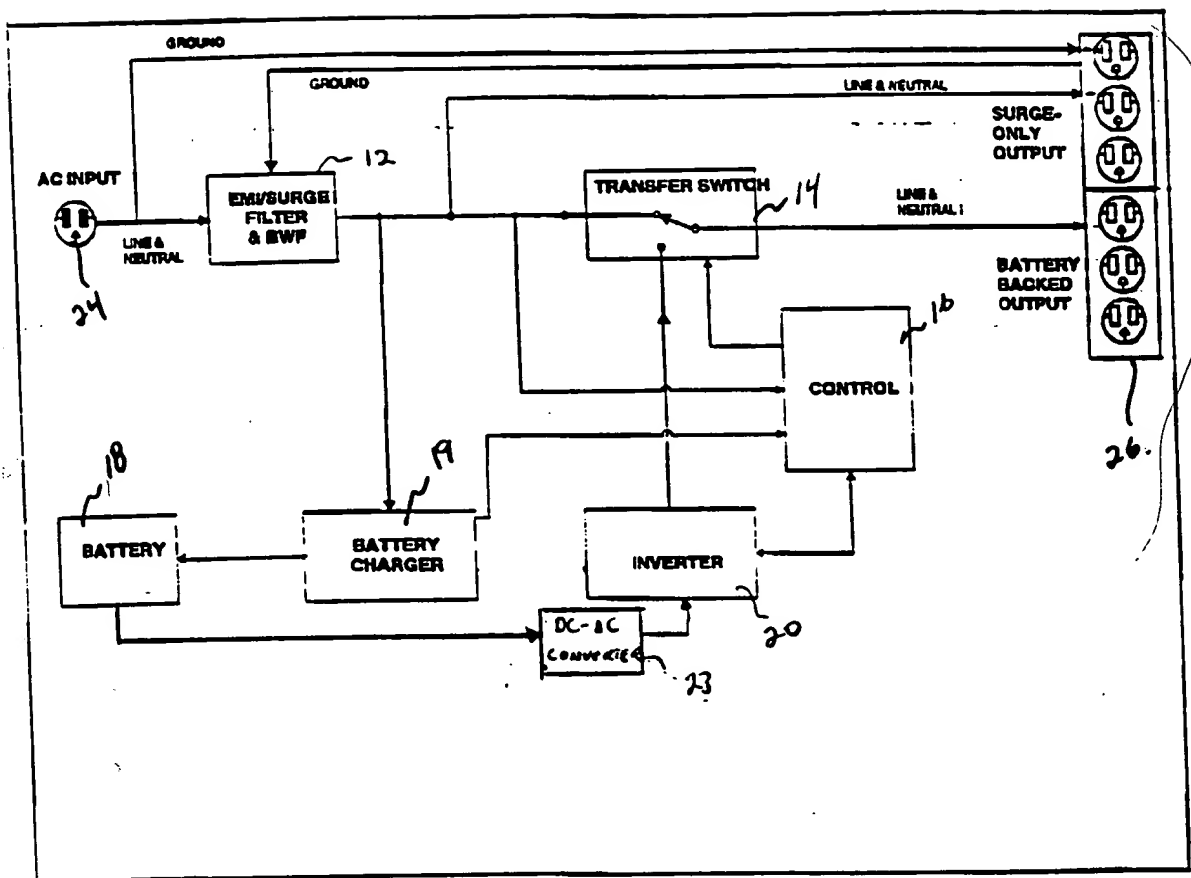 GROUND
GROUND
LINE & NEUTRAL
SURGE-
ONLY
OUTPUT
12
AC INPUT
EMI/SURGE
FILTER
& BWF
TRANSFER SWITCH
14
LINE &
NEUTRAL
LINE &
NEUTRAL
24
BATTERY
BACKED
OUTPUT
16
CONTROL
26
18
19
BATTERY
BATTERY
CHARGER
INVERTER
20
DC-AC
CONVERTER
23